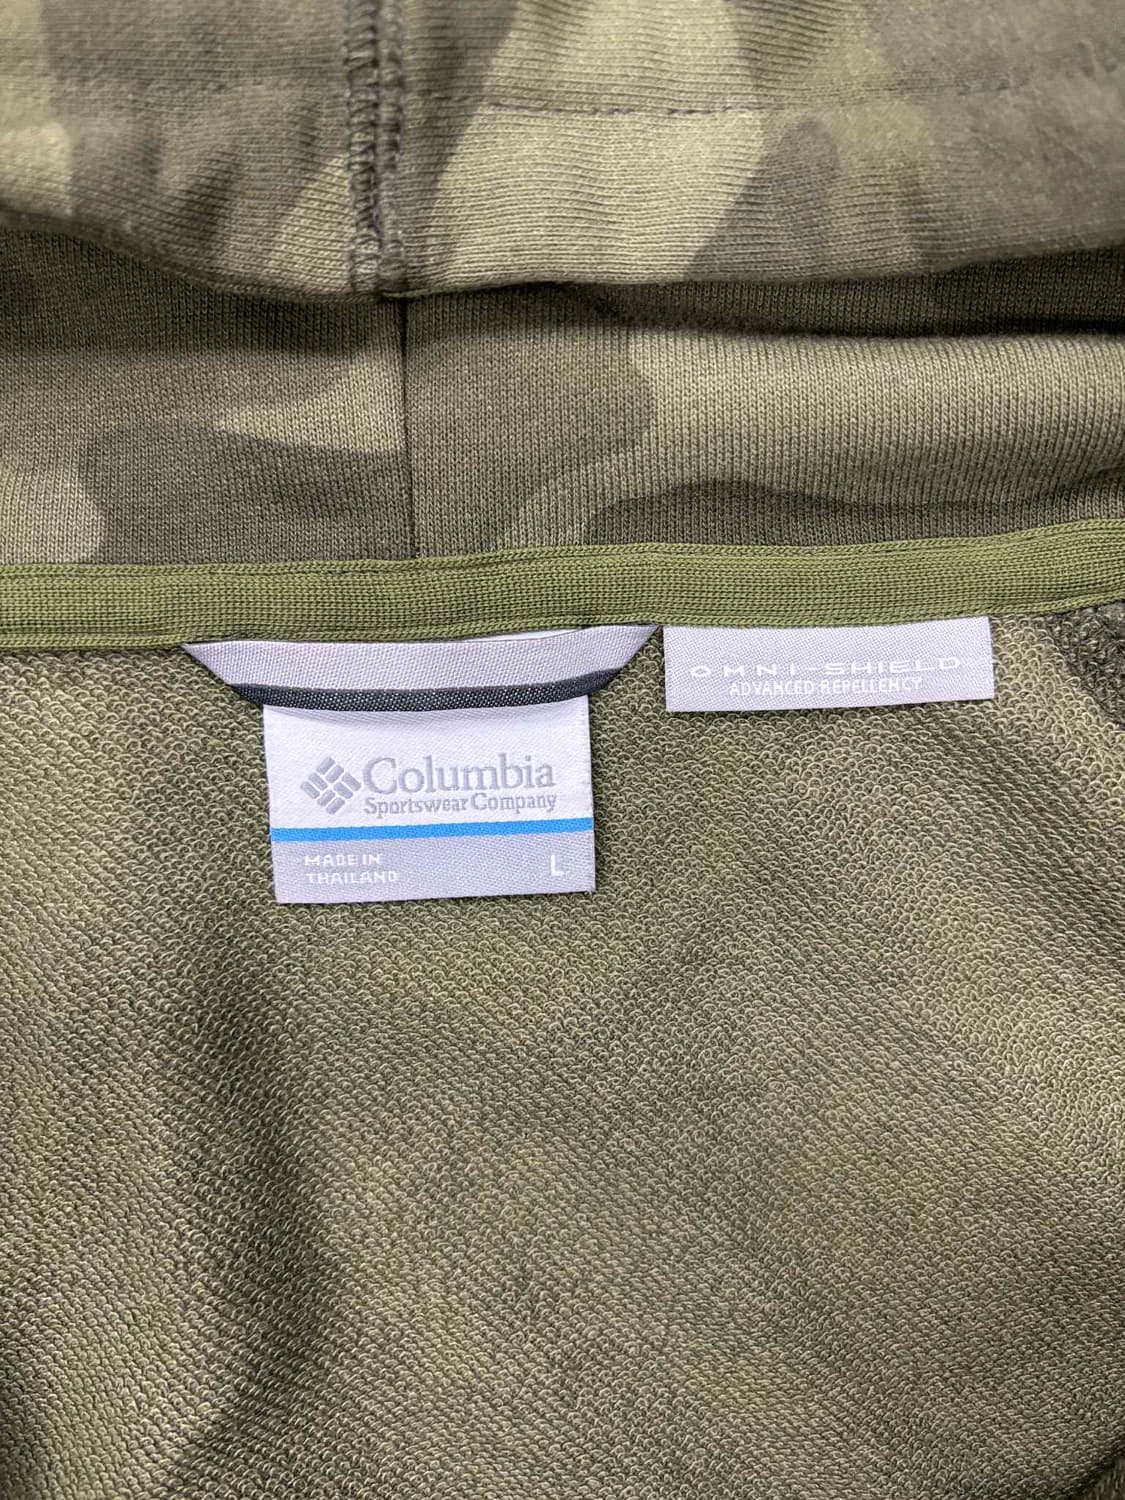 OMNI-SHIELD
ADVANCED REPELLENCY
Columbia
Sportswear Company
MADE IN
THAILAND
L